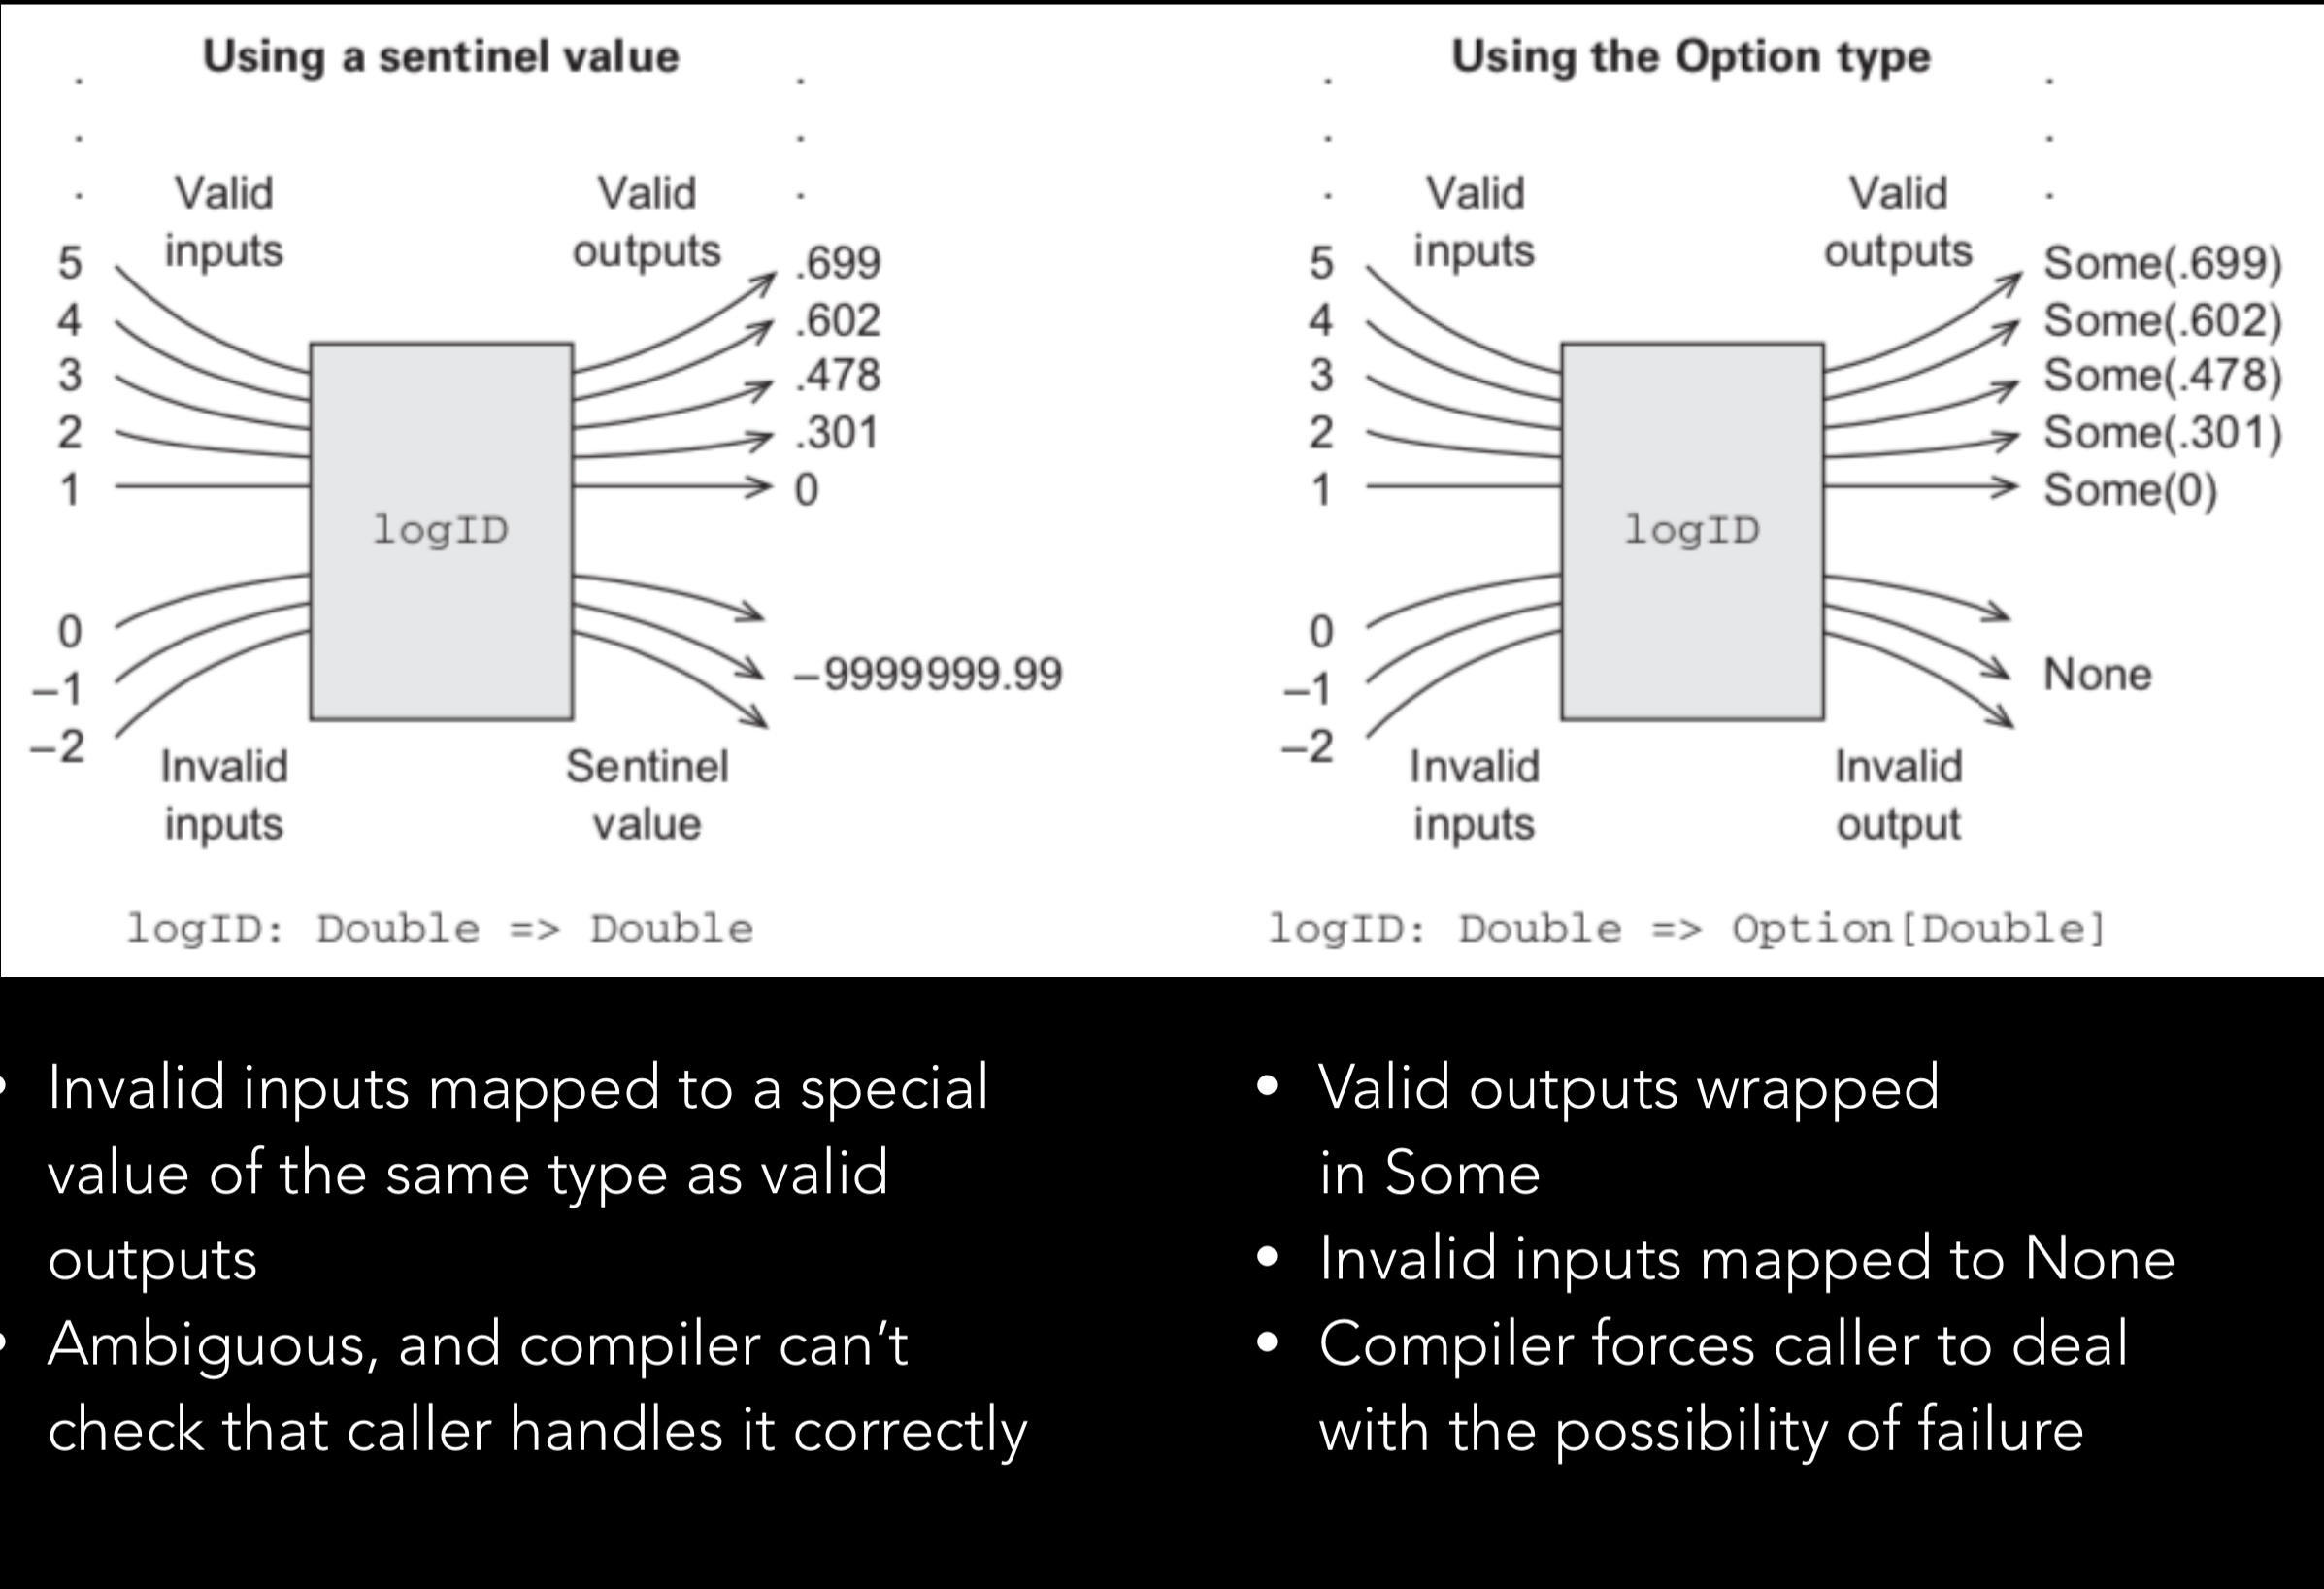 Using a sentinel value
Valid
inputs
Valid
outputs
5
4
3
2
1
0
–1
–2
logID
.699
.602
.478
.301
0
–9999999.99
Invalid
inputs
Sentinel
value
logID: Double => Double
Using the Option type
Valid
inputs
Valid
outputs
5
4
3
2
1
0
–1
–2
logID
Some(.699)
Some(.602)
Some(.478)
Some(.301)
Some(0)
None
Invalid
inputs
Invalid
output
logID: Double => Option[Double]
• Invalid inputs mapped to a special
value of the same type as valid
outputs
• Ambiguous, and compiler can’t
check that caller handles it correctly
• Valid outputs wrapped
in Some
• Invalid inputs mapped to None
• Compiler forces caller to deal
with the possibility of failure